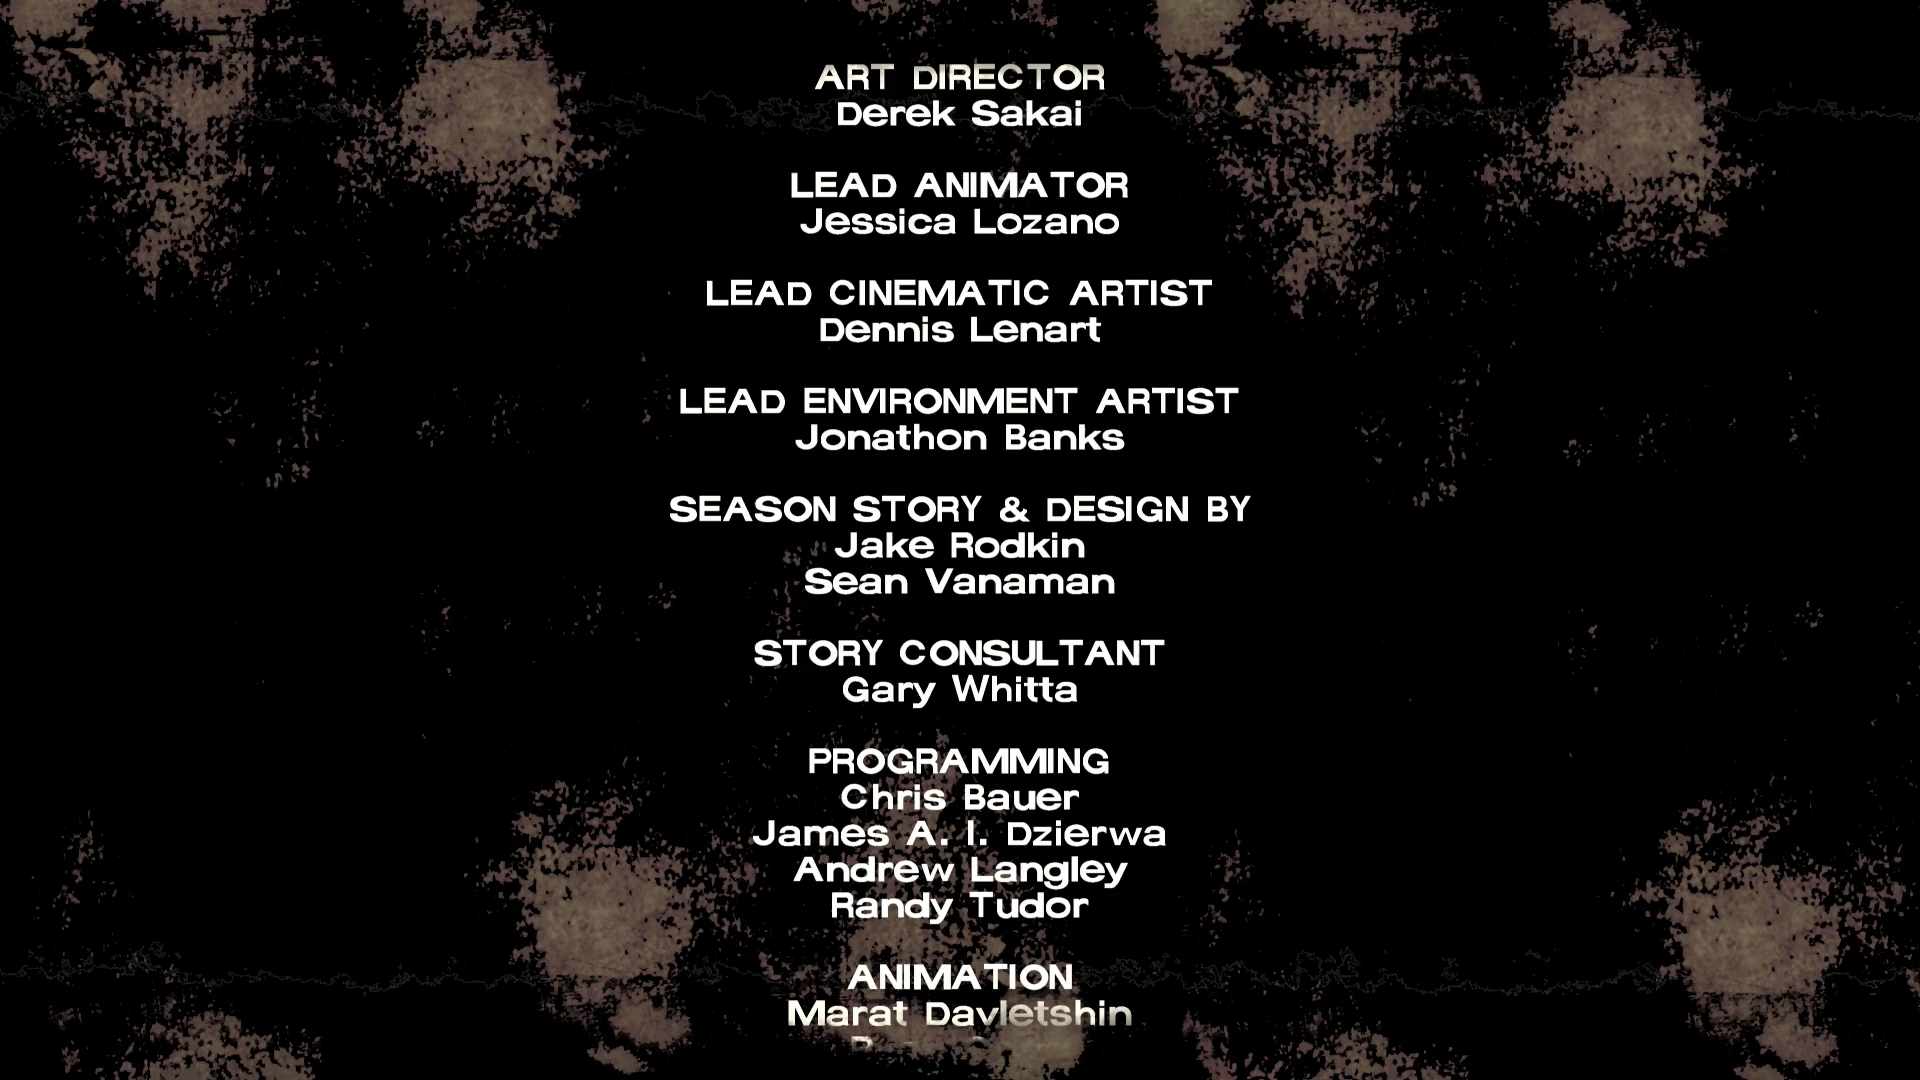 ART DIRECTOR
Derek Sakai
LEAD ANIMATOR
Jessica Lozano
LEAD CINEMATIC ARTIST
Dennis Lenart
LEAD ENVIRONMENT ARTIST
Jonathon Banks
SEASON STORY & DESIGN BY
Jake Rodkin
Sean Vanaman
STORY CONSULTANT
Gary Whitta
PROGRAMMING
Chris Bauer
James A. I. Dzierwa
Andrew Langley
Randy Tudor
ANIMATION
Marat Davletshin